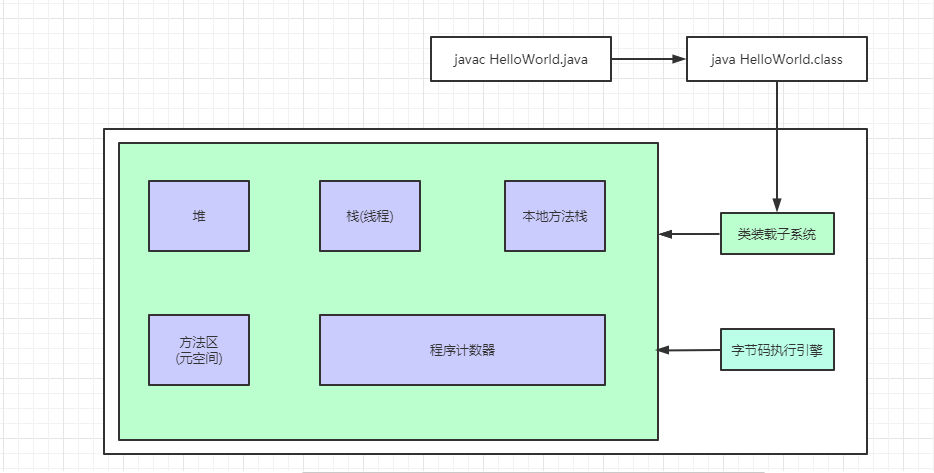 javac HelloWorld.java
java HelloWorld.class
堆
栈(线程)
本地方法栈
类装载子系统
方法区
(元空间)
程序计数器
字节码执行引擎